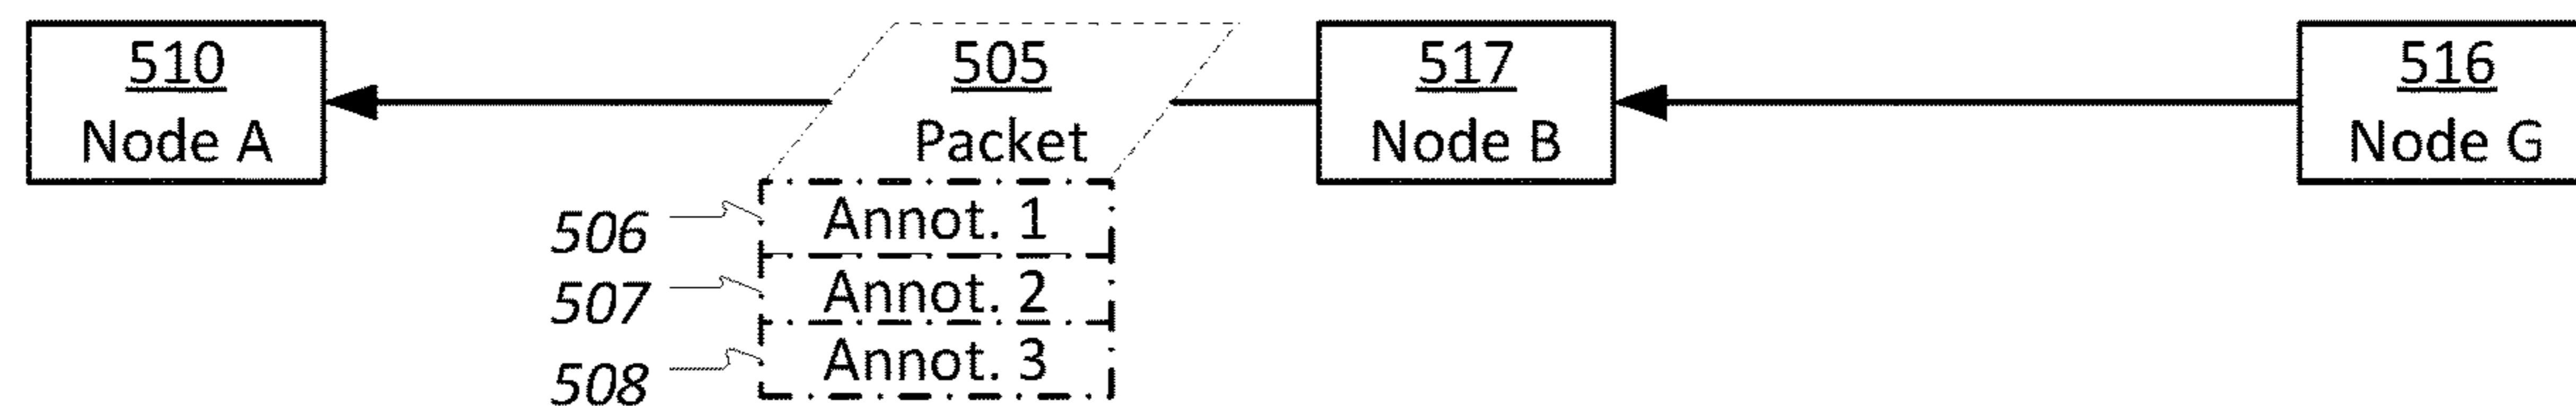 510
Node A
505
Packet
517
Node B
516
Node G
506
Annot. 1
507
Annot. 2
508
Annot. 3